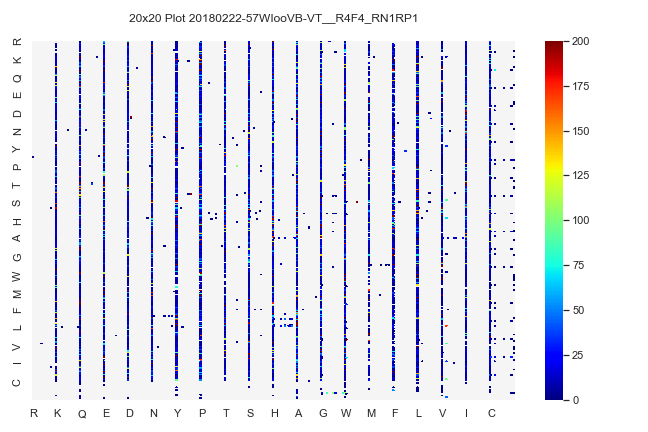 20x20 Plot 20180222-57WlooVB-VT__R4F4_RN1RP1
R
K
Q
E
D
N
Y
P
T
S
H
A
G
W
M
F
L
V
I
C
R K Q E D N Y P T S H A G W M F L V I C
200
175
150
125
100
75
50
25
0